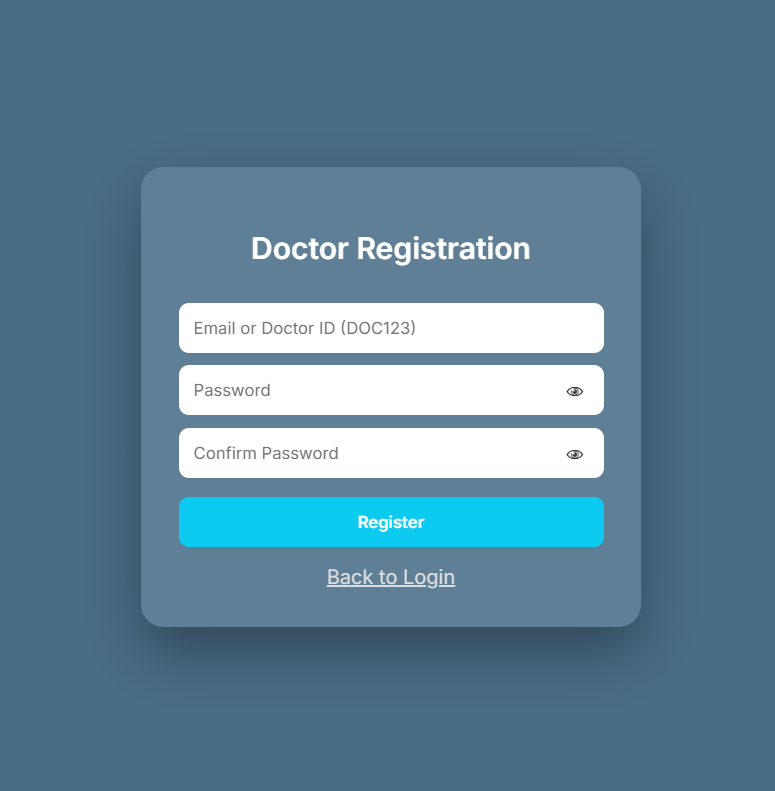 Doctor Registration
Email or Doctor ID (DOC123)
Password
Confirm Password
Register
Back to Login